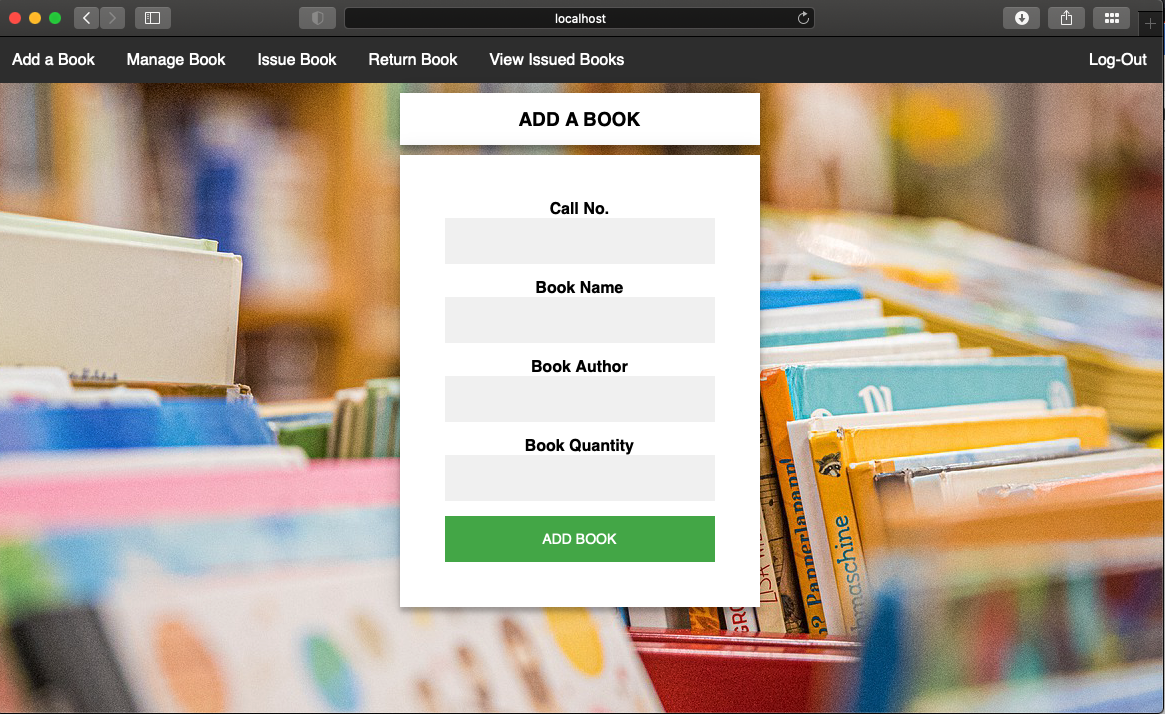 localhost
Add a Book Manage Book Issue Book Return Book View Issued Books Log-Out
ADD A BOOK
Call No.
Book Name
Book Author
Book Quantity
ADD BOOK
Papperlapapp!